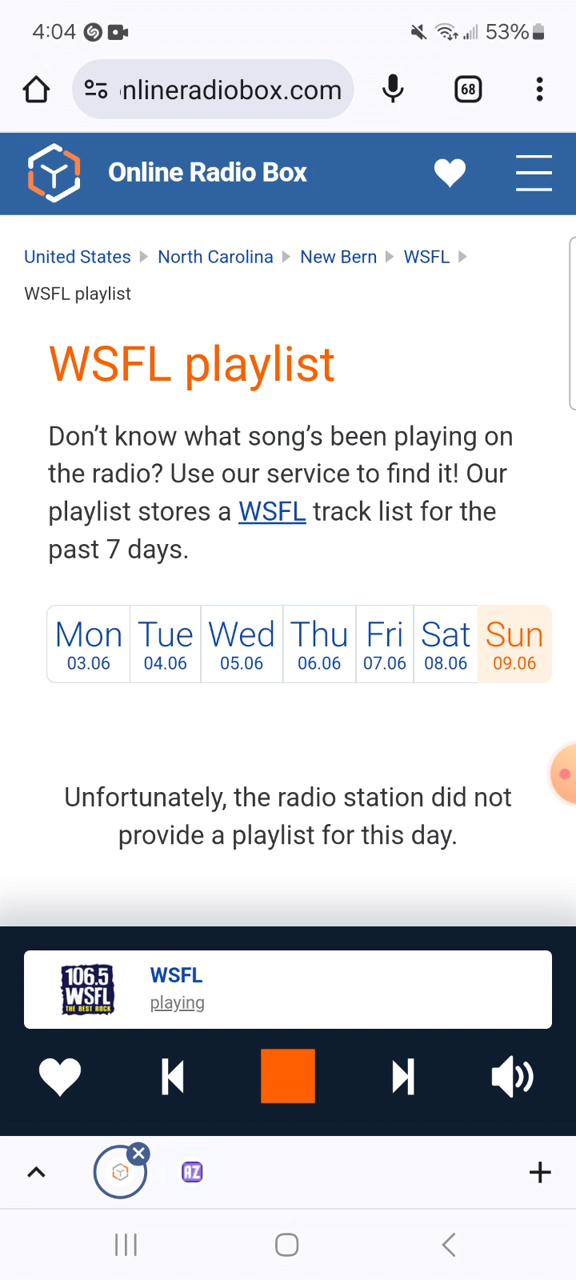 4:04 53%
nlineradiobox.com 68
Online Radio Box
United States North Carolina New Bern WSFL
WSFL playlist
WSFL playlist
Don’t know what song’s been playing on
the radio? Use our service to find it! Our
playlist stores a WSFL track list for the
past 7 days.
Mon Tue Wed Thu Fri Sat Sun
03.06 04.06 05.06 06.06 07.06 08.06 09.06
Unfortunately, the radio station did not
provide a playlist for this day.
106.5
WSFL
THE BEST ROCK
WSFL
playing
AZ